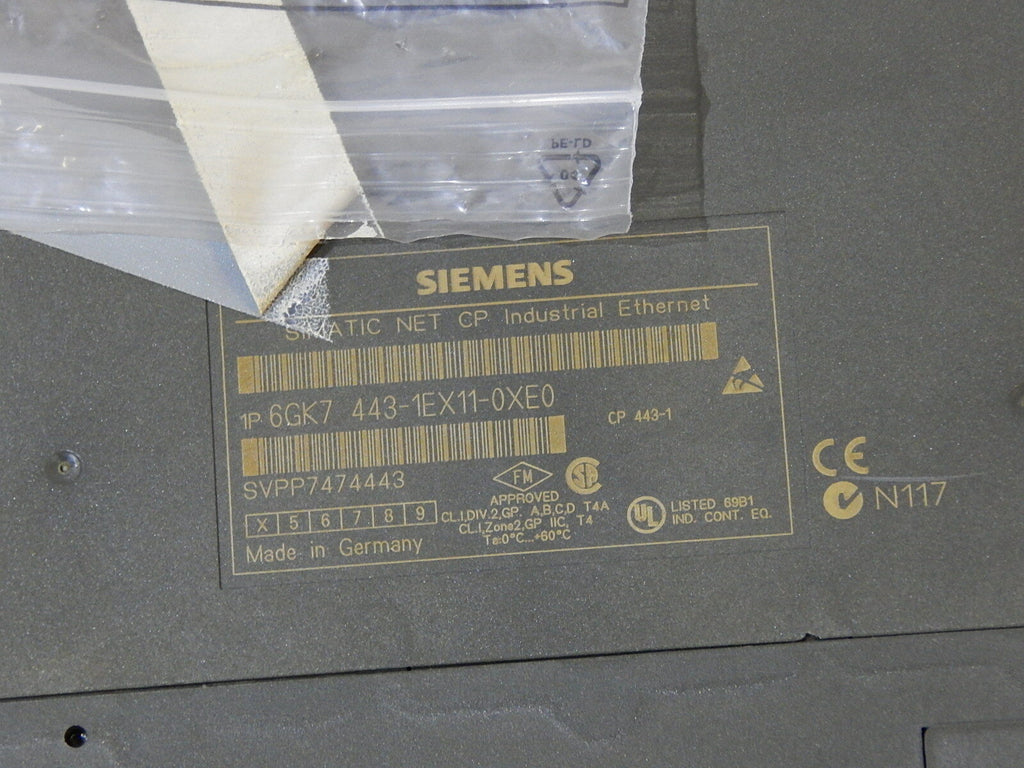 PE-LD
SIEMENS
SIMATIC NET CP Industrial Ethernet
1P 6GK7 443-1EX11-0XE0
CP 443-1
SVPP7474443
FM
APPROVED
CL.I,DIV.2,GP. A,B,C,D, T4A
CL.I,Zone2,GP IIC, T4
Ta:0°C...+60°C
UL
LISTED 69B1
IND. CONT. EQ.
X 5 6 7 8 9
Made in Germany
CE
N117